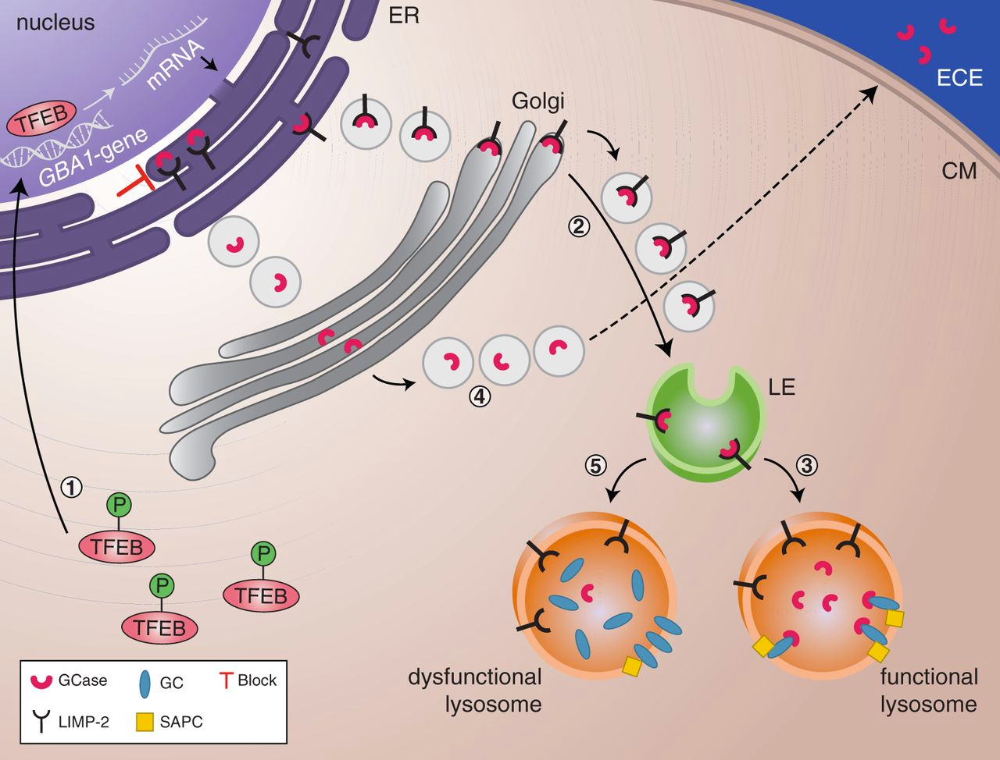 nucleus
ER
mRNA
TFEB
GBA1-gene
Golgi
ECE
CM
2
4
LE
1
5
3
P
TFEB
P
TFEB
P
TFEB
dysfunctional
lysosome
functional
lysosome
GCase
GC
Block
LIMP-2
SAPC